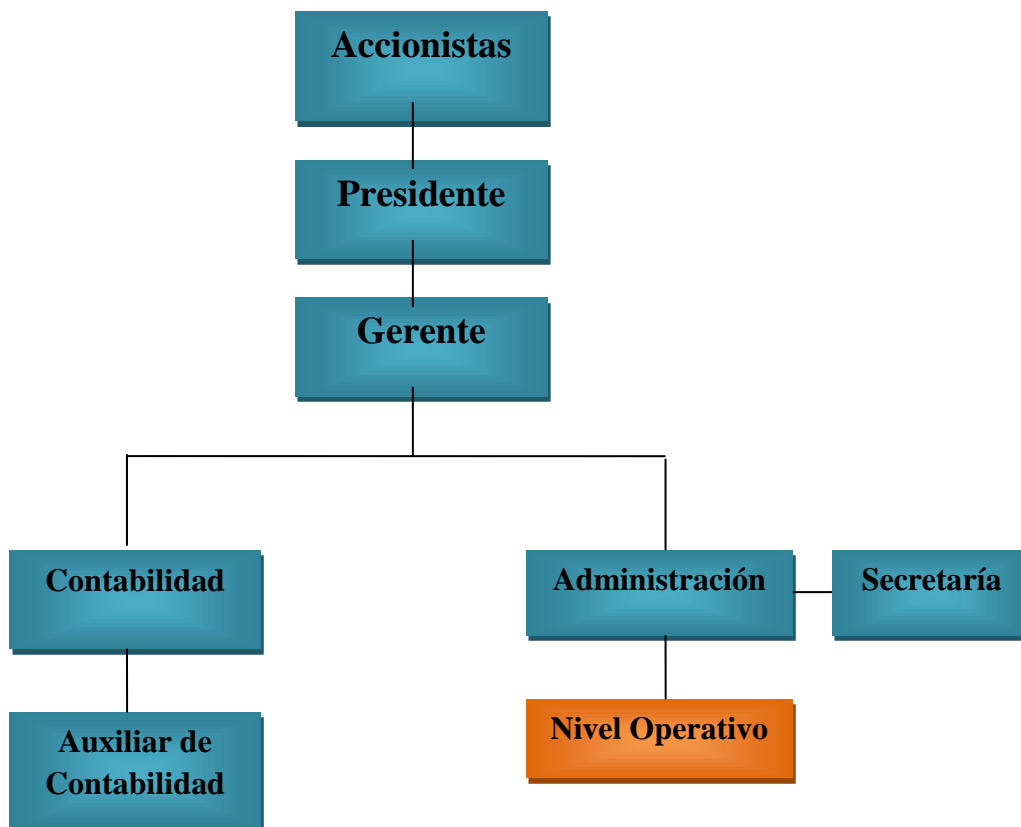 Accionistas
Presidente
Gerente
Contabilidad
Administración
Secretaría
Nivel Operativo
Auxiliar de
Contabilidad